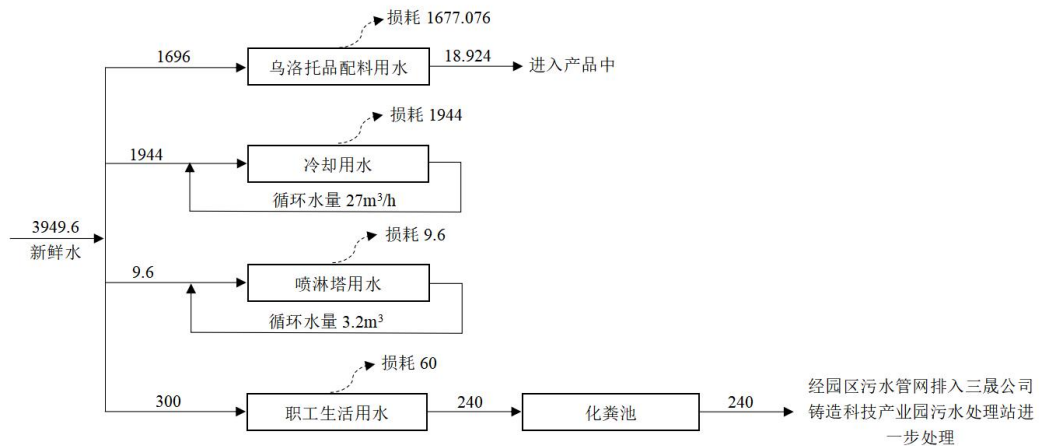 损耗 1677.076
1696
乌洛托品配料用水
18.924
进入产品中
损耗 1944
1944
冷却用水
循环水量 27m³/h
3949.6
新鲜水
损耗 9.6
9.6
喷淋塔用水
循环水量 3.2m³
损耗 60
300
职工生活用水
240
化粪池
240
经园区污水管网排入三晟公司
铸造科技产业园污水处理站进
一步处理